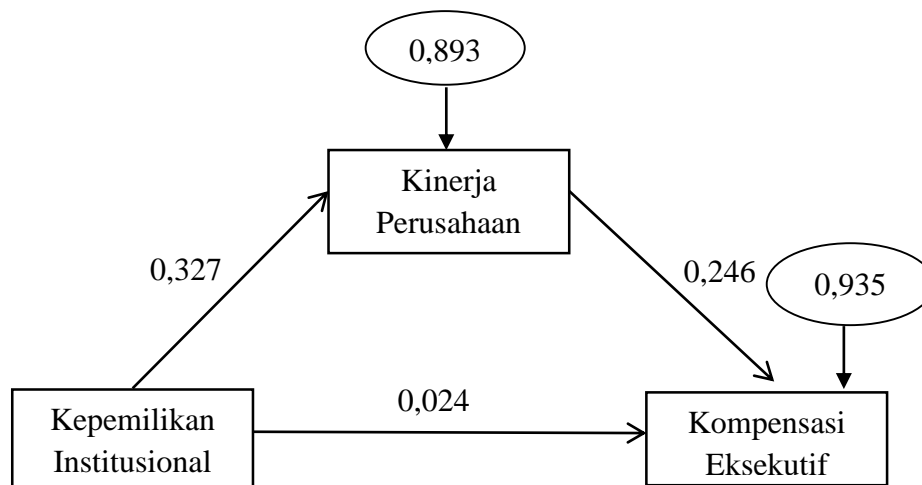 0,893
Kinerja
Perusahaan
0,327
0,246
0,935
Kepemilikan
Institusional
0,024
Kompensasi
Eksekutif